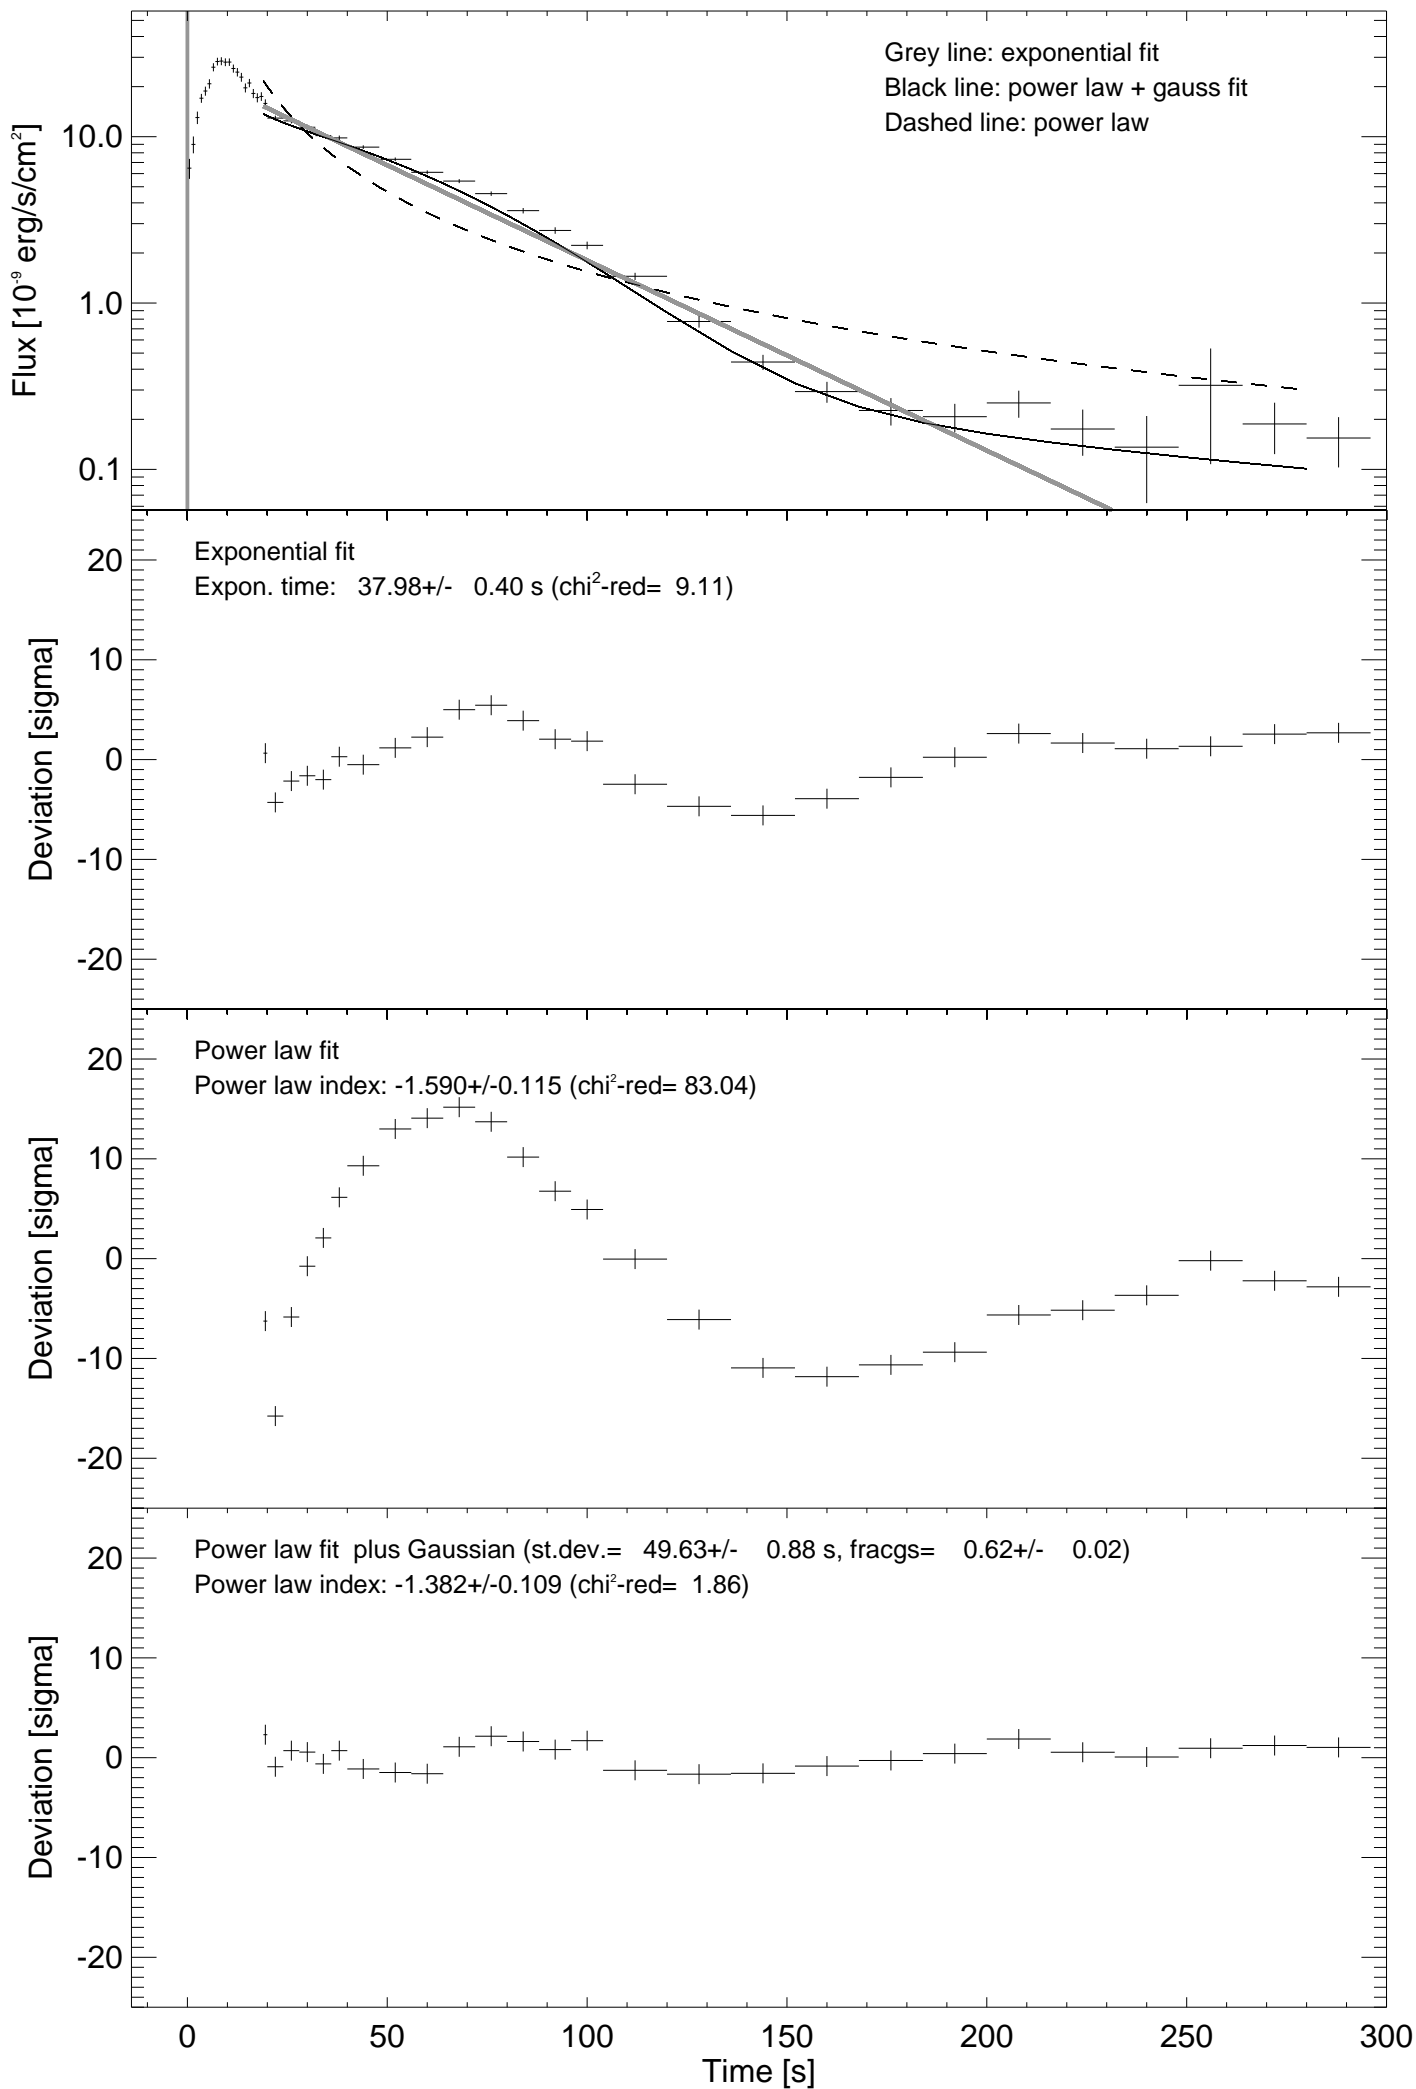 Grey line: exponential fit
Black line: power law + gauss fit
Dashed line: power law
10.0
1.0
0.1
Flux [10⁻⁹ erg/s/cm²]
Exponential fit
Expon. time: 37.98+/- 0.40 s (chi²-red= 9.11)
20
10
0
-10
-20
Deviation [sigma]
Power law fit
Power law index: -1.590+/-0.115 (chi²-red= 83.04)
20
10
0
-10
-20
Deviation [sigma]
Power law fit plus Gaussian (st.dev.= 49.63+/- 0.88 s, fracgs= 0.62+/- 0.02)
Power law index: -1.382+/-0.109 (chi²-red= 1.86)
20
10
0
-10
-20
Deviation [sigma]
0 50 100 150 200 250 300
Time [s]